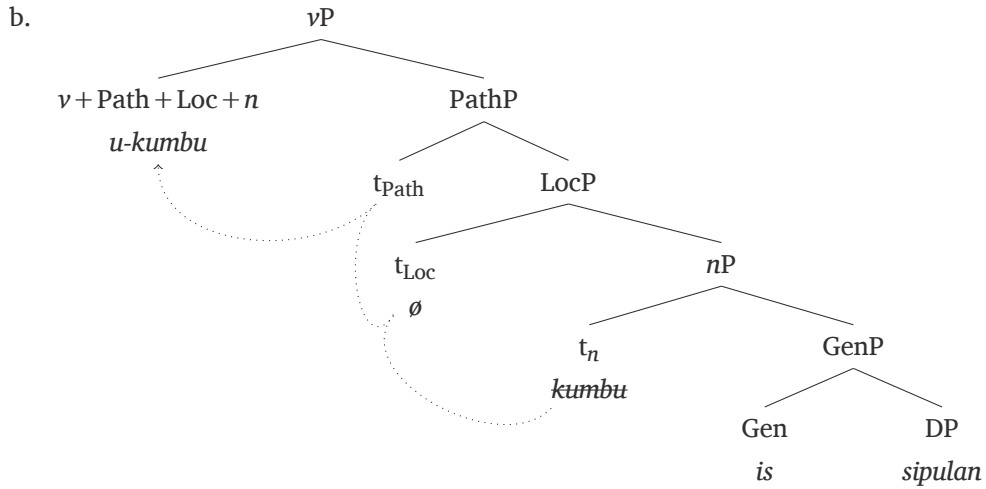 b.
vP
v+Path+Loc+n PathP
u-kumbu
tPath LocP
tLoc nP
ø
tn GenP
kumbu
Gen DP
is sipulan